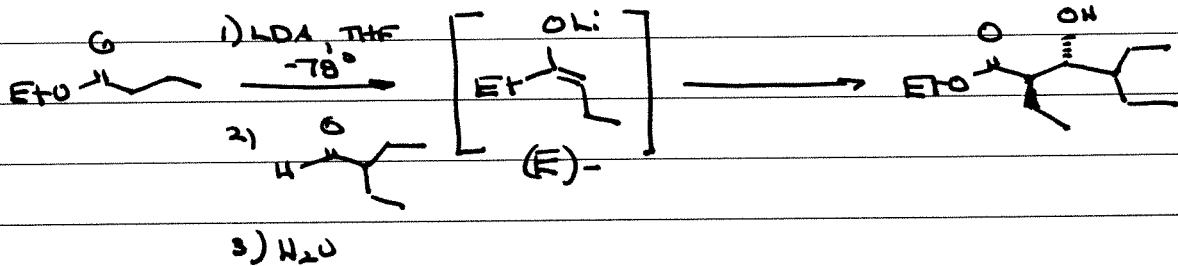 O
EtO
1) LDA, THF
-78°
2)
O
H
3) H2O
OLi
Et
(E)-
O
OH
EtO